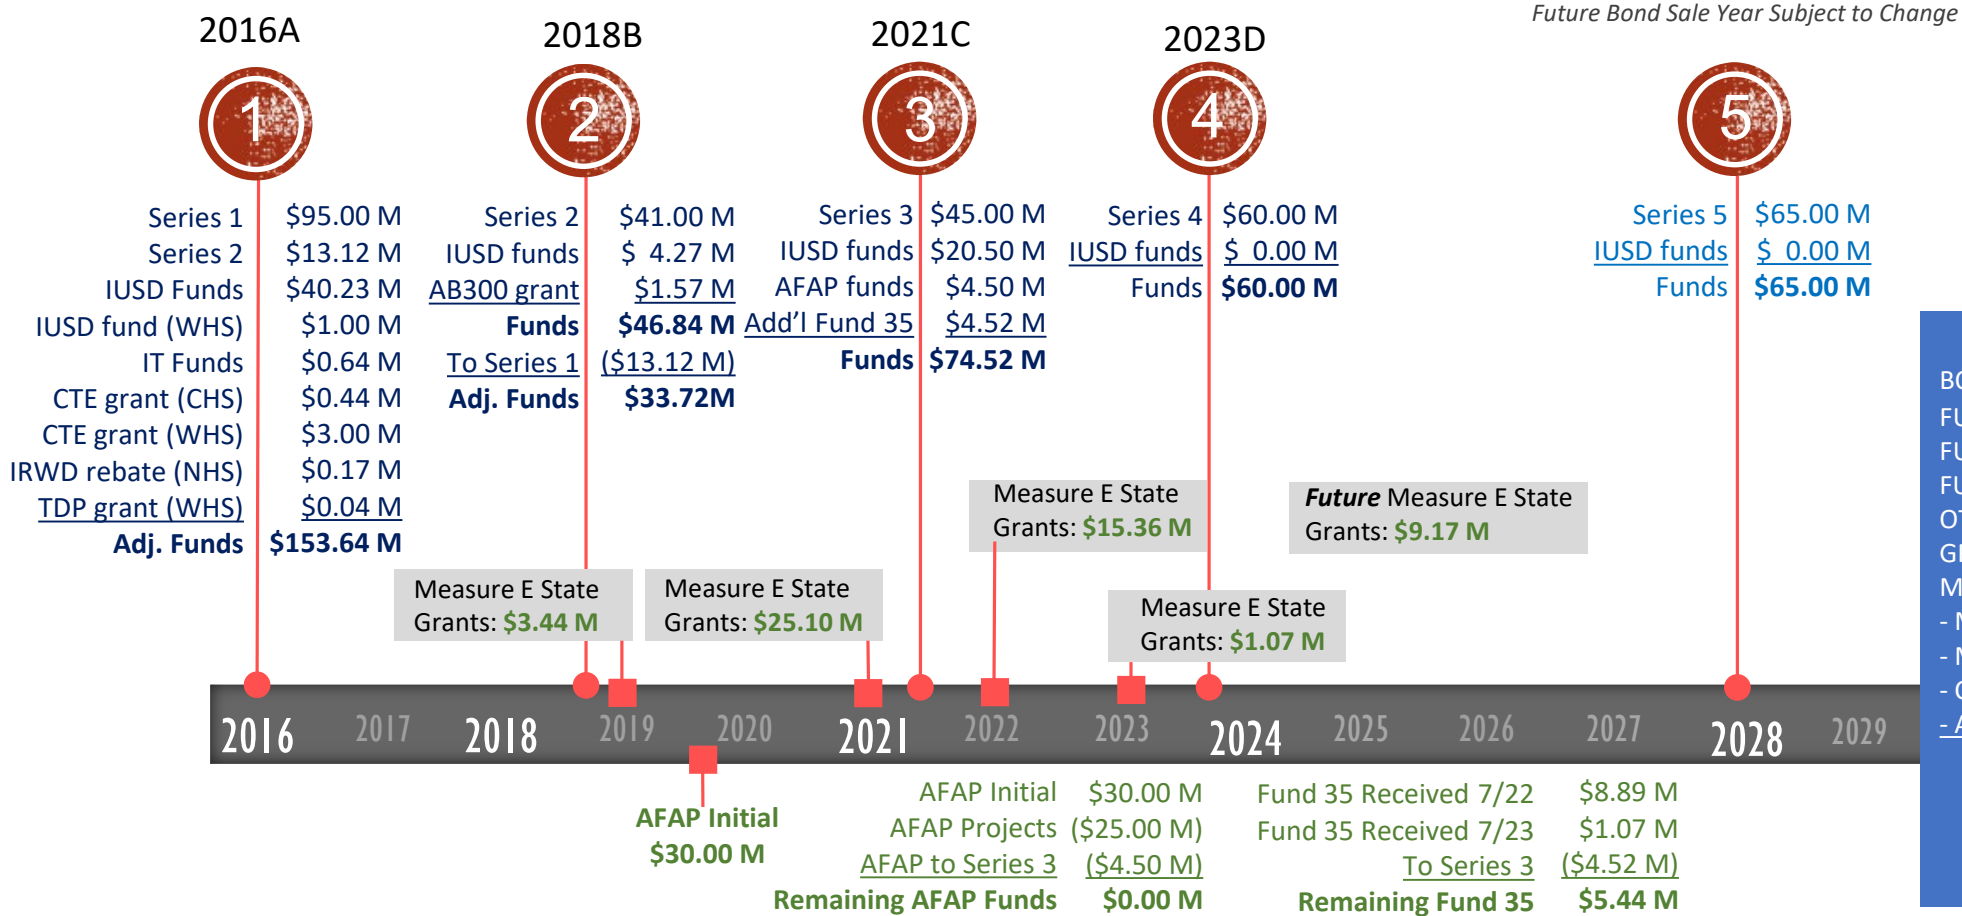 Future Bond Sale Year Subject to Change
2016A
2018B
2021C
2023D
1
2
3
4
5
Series 1 $95.00 M
Series 2 $13.12 M
IUSD Funds $40.23 M
IUSD fund (WHS) $1.00 M
IT Funds $0.64 M
CTE grant (CHS) $0.44 M
CTE grant (WHS) $3.00 M
IRWD rebate (NHS) $0.17 M
TDP grant (WHS) $0.04 M
Adj. Funds $153.64 M
Series 2 $41.00 M
IUSD funds $ 4.27 M
AB300 grant $1.57 M
Funds $46.84 M
To Series 1 ($13.12 M)
Adj. Funds $33.72M
Series 3 $45.00 M
IUSD funds $20.50 M
AFAP funds $4.50 M
Add'l Fund 35 $4.52 M
Funds $74.52 M
Series 4 $60.00 M
IUSD funds $ 0.00 M
Funds $60.00 M
Series 5 $65.00 M
IUSD funds $ 0.00 M
Funds $65.00 M
Measure E State
Grants: $3.44 M
Measure E State
Grants: $25.10 M
Measure E State
Grants: $15.36 M
Measure E State
Grants: $1.07 M
Future Measure E State
Grants: $9.17 M
2016 2017 2018 2019 2020 2021 2022 2023 2024 2025 2026 2027 2028 2029
AFAP Initial
$30.00 M
AFAP Initial $30.00 M
AFAP Projects ($25.00 M)
AFAP to Series 3 ($4.50 M)
Remaining AFAP Funds $0.00 M
Fund 35 Received 7/22 $8.89 M
Fund 35 Received 7/23 $1.07 M
To Series 3 ($4.52 M)
Remaining Fund 35 $5.44 M